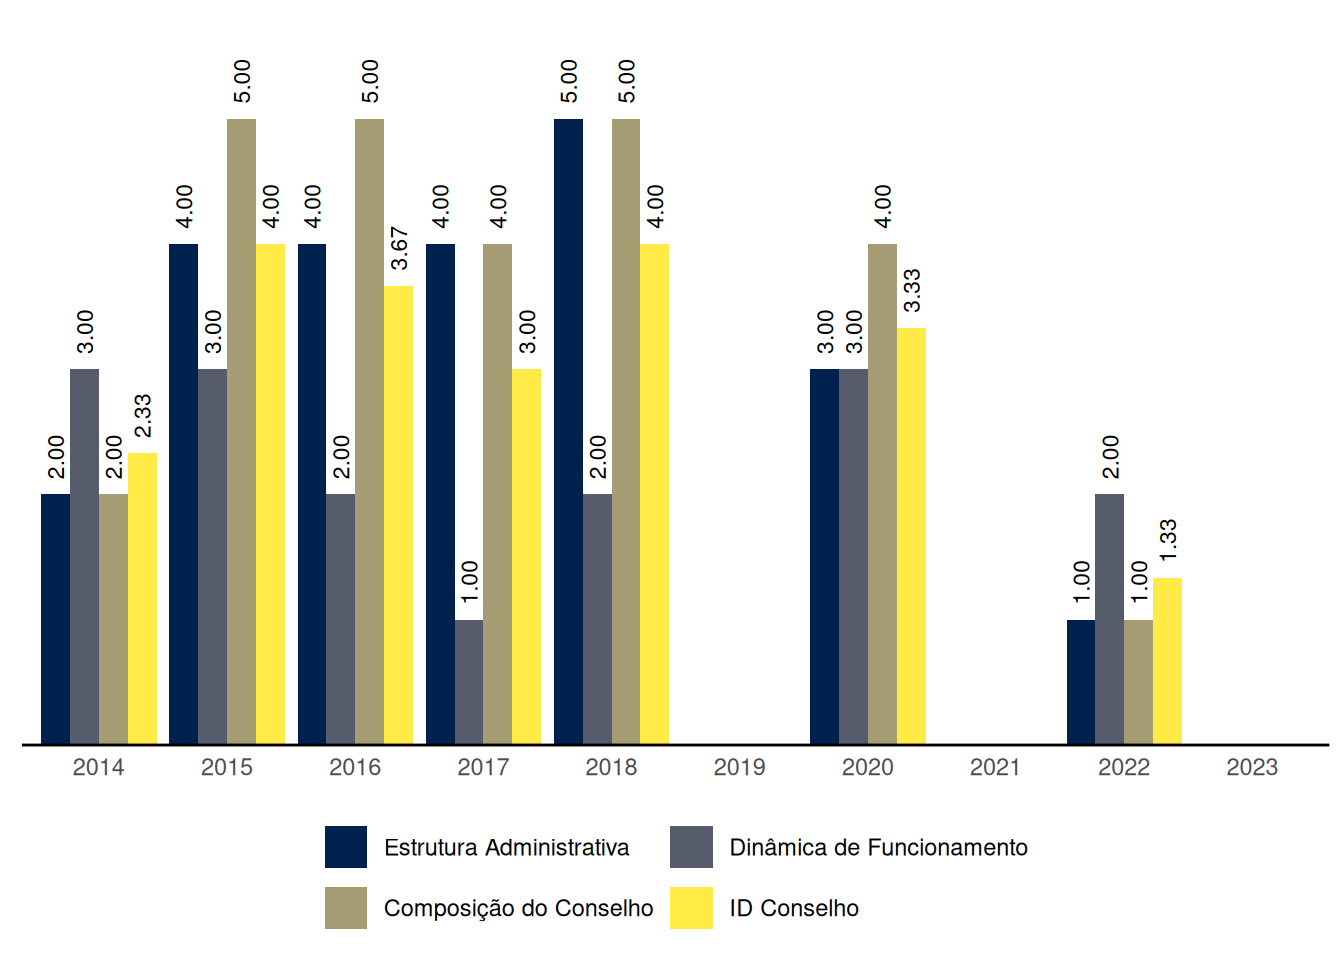 2.00 3.00 2.00 2.33 4.00 3.00 5.00 4.00 4.00 2.00 5.00 3.67 4.00 1.00 4.00 3.00 5.00 2.00 5.00 4.00 3.00 3.00 4.00 3.33 1.00 2.00 1.00 1.33
2014 2015 2016 2017 2018 2019 2020 2021 2022 2023
Estrutura Administrativa Dinâmica de Funcionamento
Composição do Conselho ID Conselho